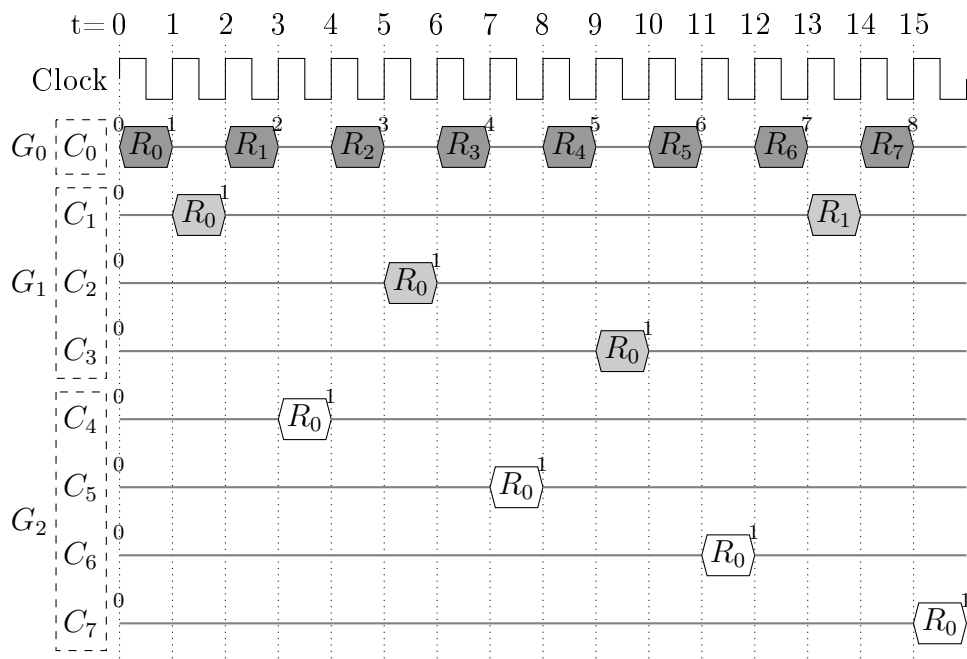 t= 0 1 2 3 4 5 6 7 8 9 10 11 12 13 14 15
Clock
0 1 2 3 4 5 6 7 8
G₀ C₀ R₀ R₁ R₂ R₃ R₄ R₅ R₆ R₇
0 1
C₁ R₀ R₁
0 1
G₁ C₂ R₀
0 1
C₃ R₀
0 1
C₄ R₀
0 1
C₅ R₀
G₂
0 1
C₆ R₀
0 1
C₇ R₀